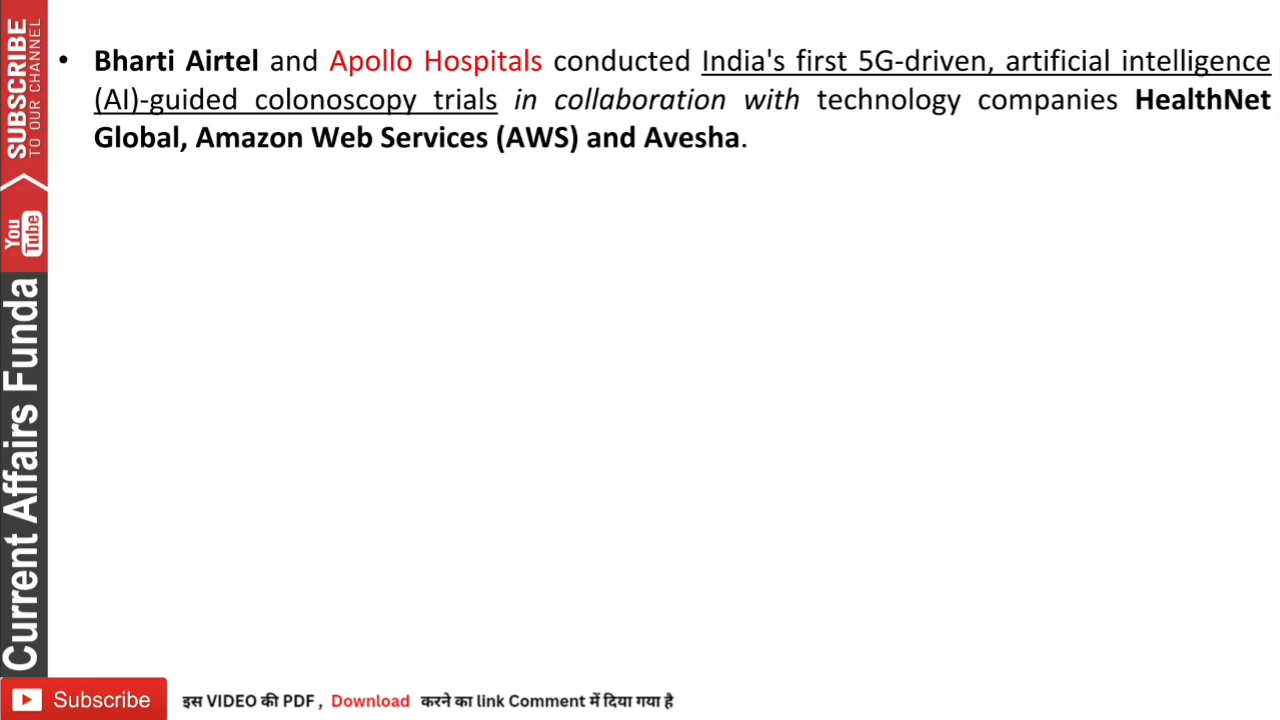 • Bharti Airtel and Apollo Hospitals conducted India's first 5G-driven, artificial intelligence
(AI)-guided colonoscopy trials in collaboration with technology companies HealthNet
Global, Amazon Web Services (AWS) and Avesha.
SUBSCRIBE
TO OUR CHANNEL
You
Tube
Current Affairs Funda
Subscribe
इस VIDEO की PDF , Download करने का link Comment में दिया गया है